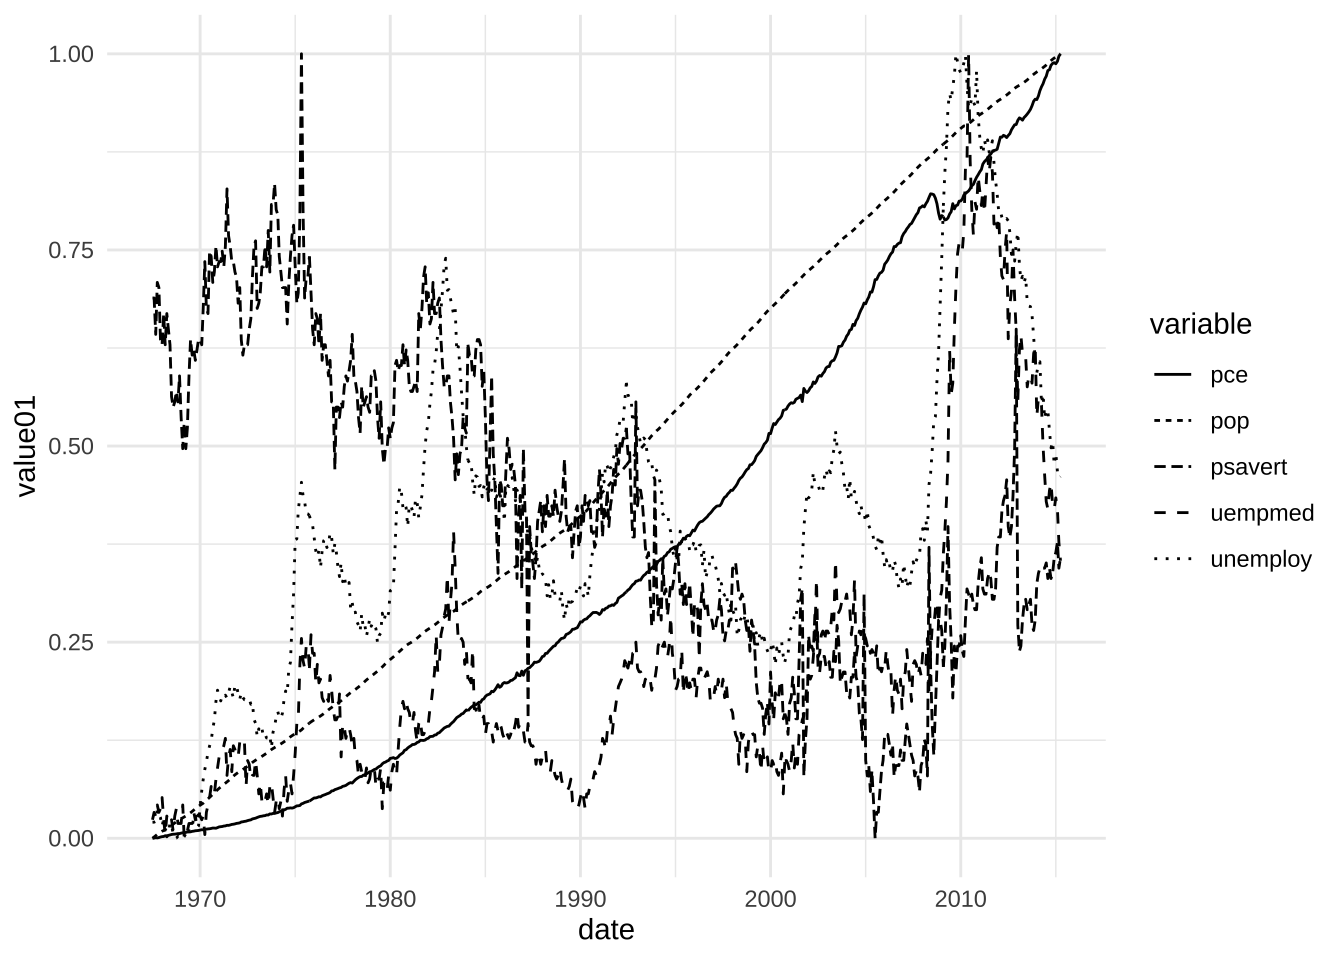 1.00
0.75
0.50
0.25
0.00
value01
1970 1980 1990 2000 2010
date
variable
pce
pop
psavert
uempmed
unemploy